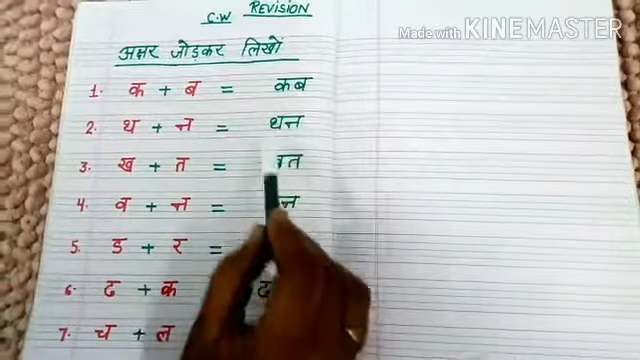 C.W REVISION
Made with KINEMASTER
अक्षर जोड़कर लिखों
1. क + ब = कब
2. थ + न = थन
3. ख + त =
4. व + न =
5. ड + र =
6. ढ + क
7. च + ल